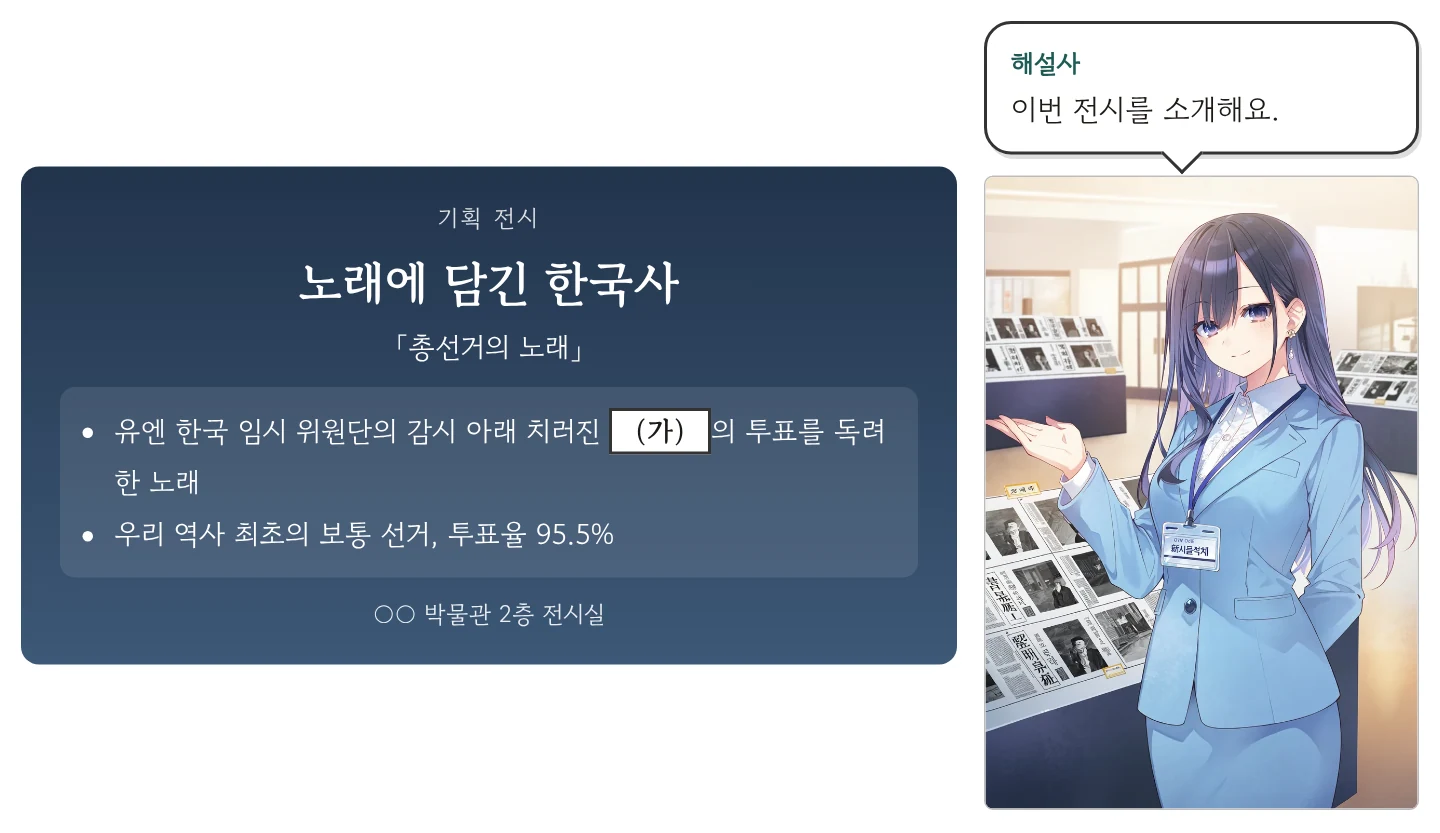 기획 전시
노래에 담긴 한국사
「총선거의 노래」
• 유엔 한국 임시 위원단의 감시 아래 치러진 (가)의 투표를 독려
한 노래
• 우리 역사 최초의 보통 선거, 투표율 95.5%
○○ 박물관 2층 전시실
해설사
이번 전시를 소개해요.